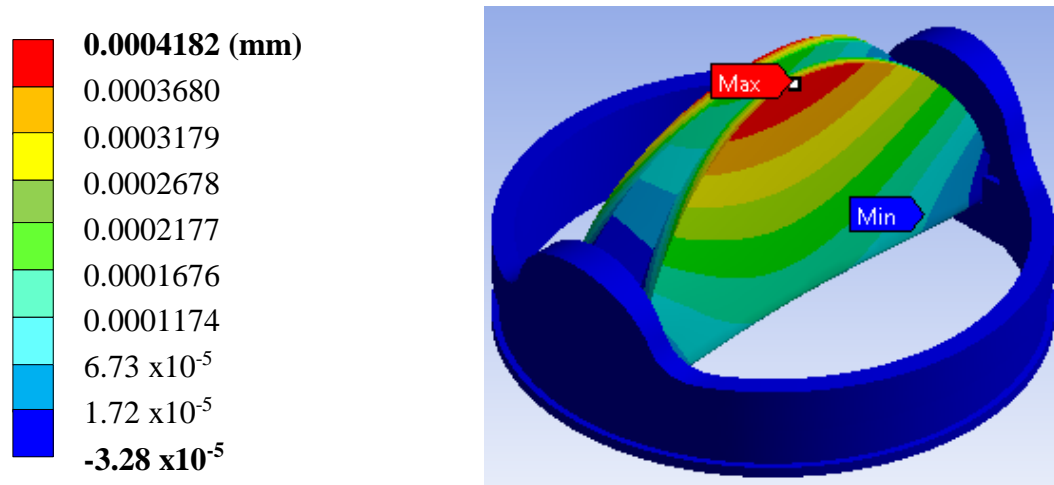 0.0004182 (mm)
0.0003680
0.0003179
0.0002678
0.0002177
0.0001676
0.0001174
6.73 x10⁻⁵
1.72 x10⁻⁵
-3.28 x10⁻⁵
Max
Min